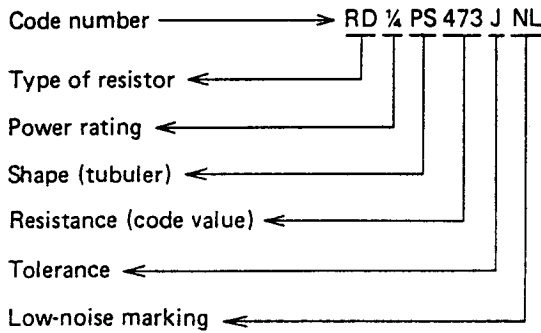 Code number RD ¼ PS 473 J NL
Type of resistor
Power rating
Shape (tubuler)
Resistance (code value)
Tolerance
Low-noise marking